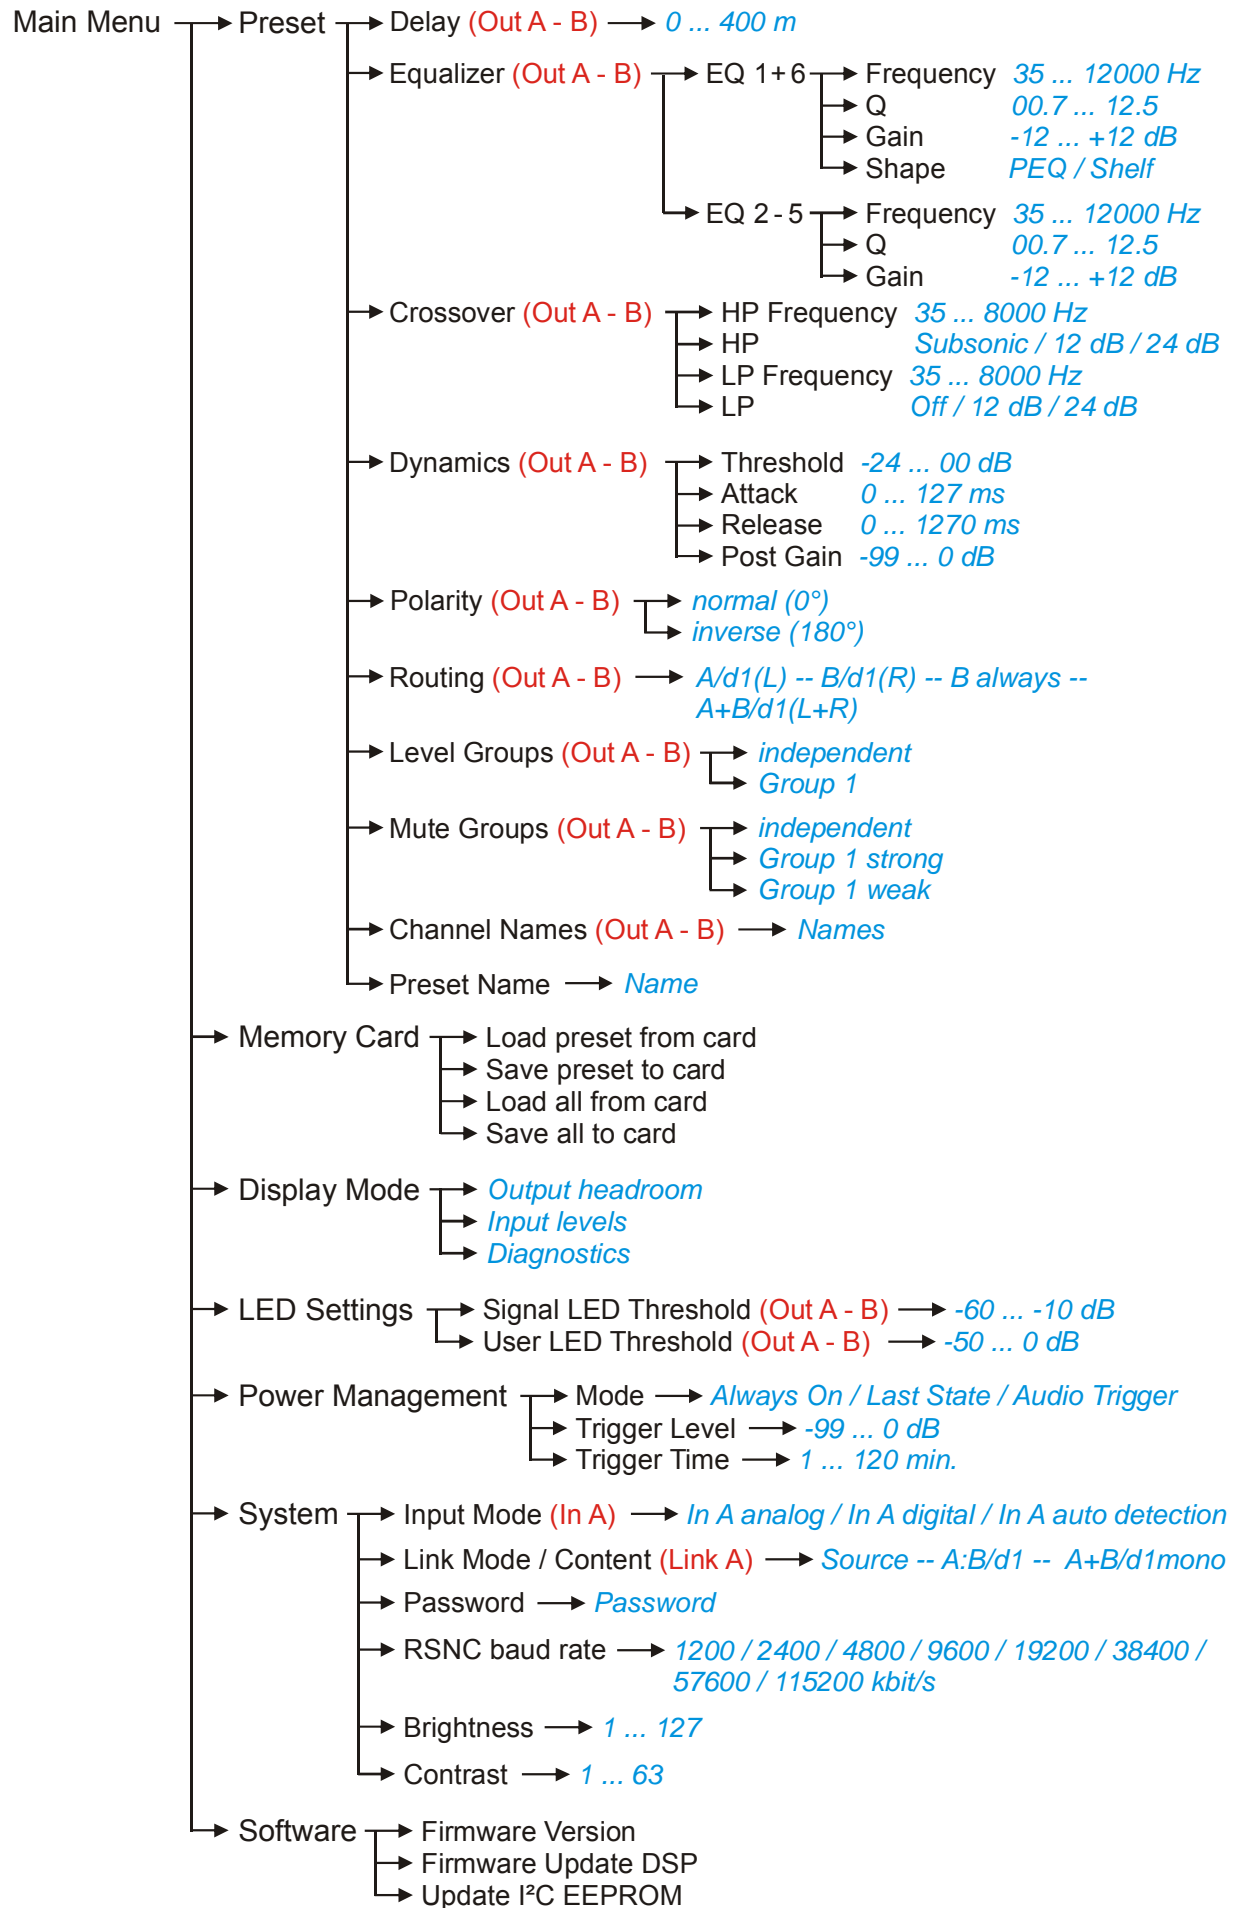 Main Menu Preset Delay (Out A - B) 0 ... 400 m
Equalizer (Out A - B) EQ 1+6 Frequency 35 ... 12000 Hz
Q 00.7 ... 12.5
Gain -12 ... +12 dB
Shape PEQ / Shelf
EQ 2-5 Frequency 35 ... 12000 Hz
Q 00.7 ... 12.5
Gain -12 ... +12 dB
Crossover (Out A - B) HP Frequency 35 ... 8000 Hz
HP Subsonic / 12 dB / 24 dB
LP Frequency 35 ... 8000 Hz
LP Off / 12 dB / 24 dB
Dynamics (Out A - B) Threshold -24 ... 00 dB
Attack 0 ... 127 ms
Release 0 ... 1270 ms
Post Gain -99 ... 0 dB
Polarity (Out A - B) normal (0°)
inverse (180°)
Routing (Out A - B) A/d1(L) -- B/d1(R) -- B always --
A+B/d1(L+R)
Level Groups (Out A - B) independent
Group 1
Mute Groups (Out A - B) independent
Group 1 strong
Group 1 weak
Channel Names (Out A - B) Names
Preset Name Name
Memory Card Load preset from card
Save preset to card
Load all from card
Save all to card
Display Mode Output headroom
Input levels
Diagnostics
LED Settings Signal LED Threshold (Out A - B) -60 ... -10 dB
User LED Threshold (Out A - B) -50 ... 0 dB
Power Management Mode Always On / Last State / Audio Trigger
Trigger Level -99 ... 0 dB
Trigger Time 1 ... 120 min.
System Input Mode (In A) In A analog / In A digital / In A auto detection
Link Mode / Content (Link A) Source -- A:B/d1 -- A+B/d1mono
Password Password
RSNC baud rate 1200 / 2400 / 4800 / 9600 / 19200 / 38400 /
57600 / 115200 kbit/s
Brightness 1 ... 127
Contrast 1 ... 63
Software Firmware Version
Firmware Update DSP
Update I²C EEPROM